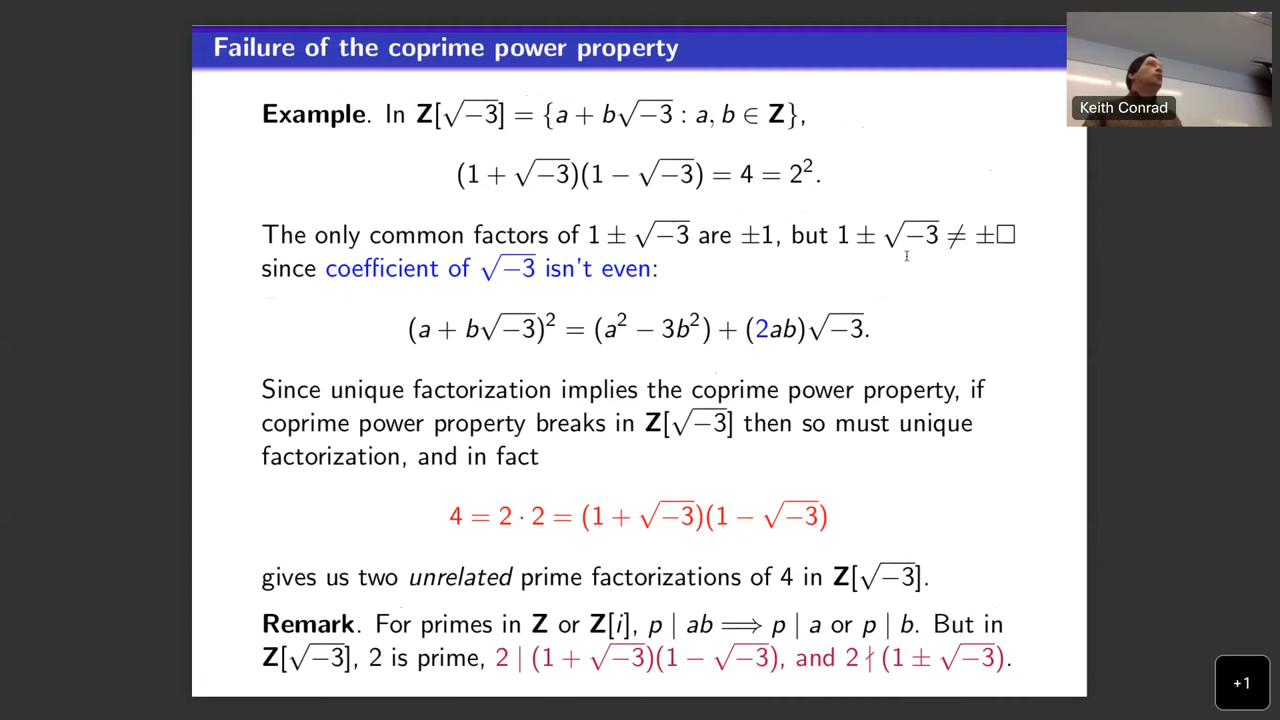 Failure of the coprime power property
Keith Conrad
Example. In Z[√−3] = {a + b√−3 : a, b ∈ Z},
(1 + √−3)(1 − √−3) = 4 = 2².
The only common factors of 1 ± √−3 are ±1, but 1 ± √−3 ≠ ±□
since coefficient of √−3 isn't even:
(a + b√−3)² = (a² − 3b²) + (2ab)√−3.
Since unique factorization implies the coprime power property, if
coprime power property breaks in Z[√−3] then so must unique
factorization, and in fact
4 = 2 · 2 = (1 + √−3)(1 − √−3)
gives us two unrelated prime factorizations of 4 in Z[√−3].
Remark. For primes in Z or Z[i], p | ab ⟹ p | a or p | b. But in
Z[√−3], 2 is prime, 2 | (1 + √−3)(1 − √−3), and 2 ∤ (1 ± √−3).
+1